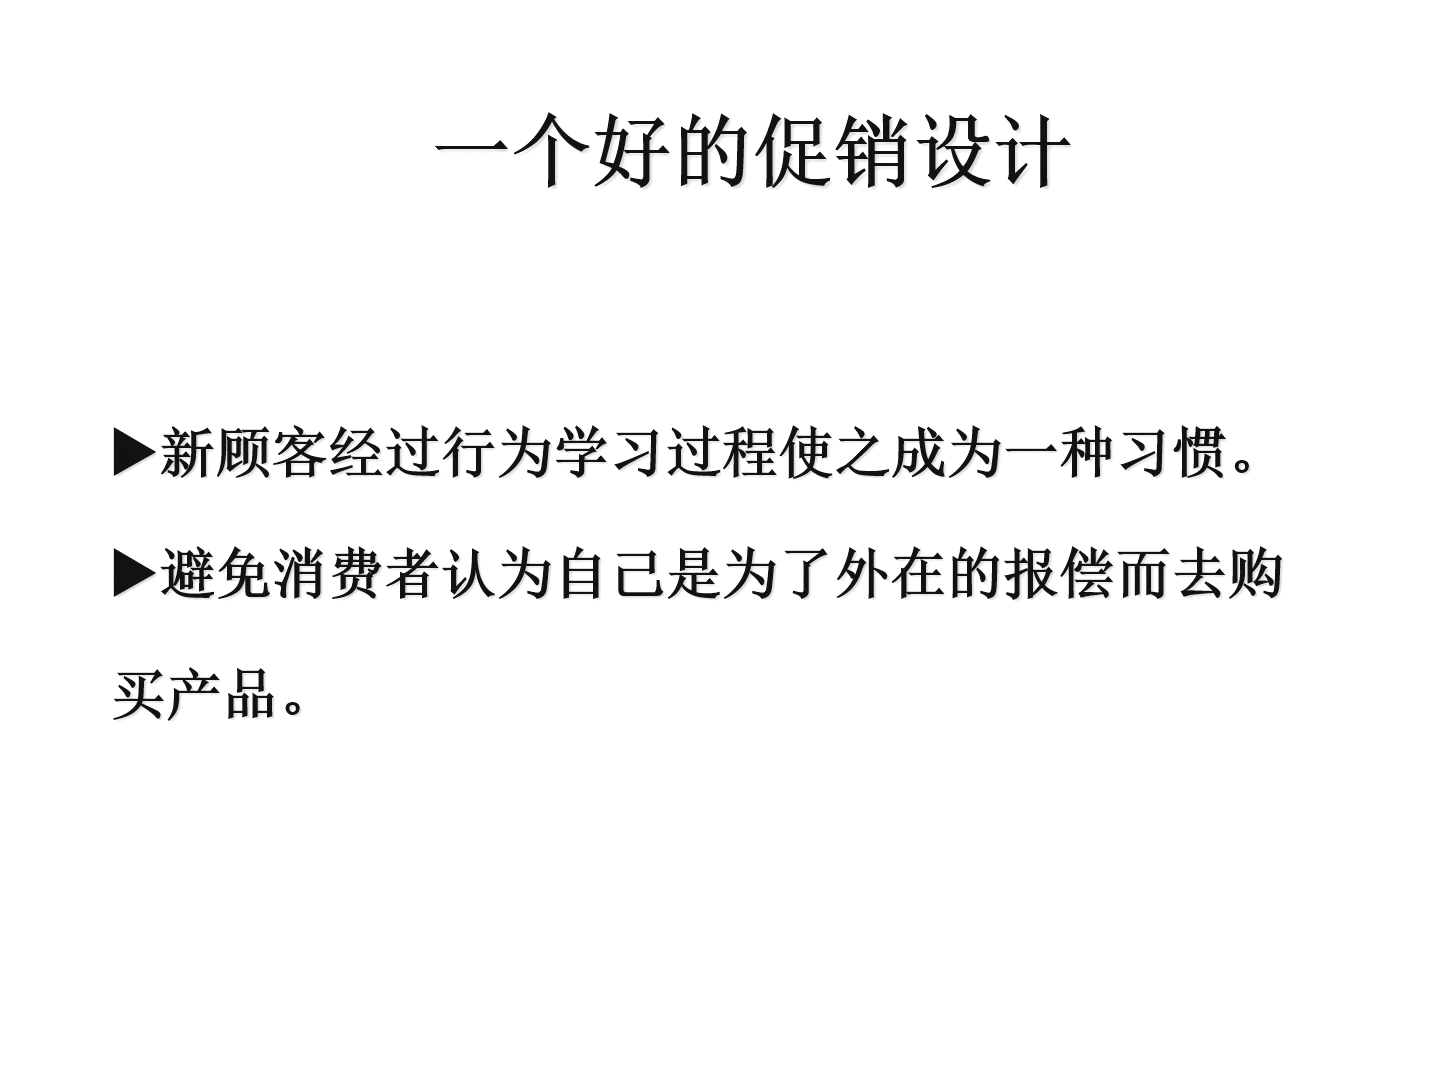 一个好的促销设计
▶新顾客经过行为学习过程使之成为一种习惯。
▶避免消费者认为自己是为了外在的报偿而去购
买产品。